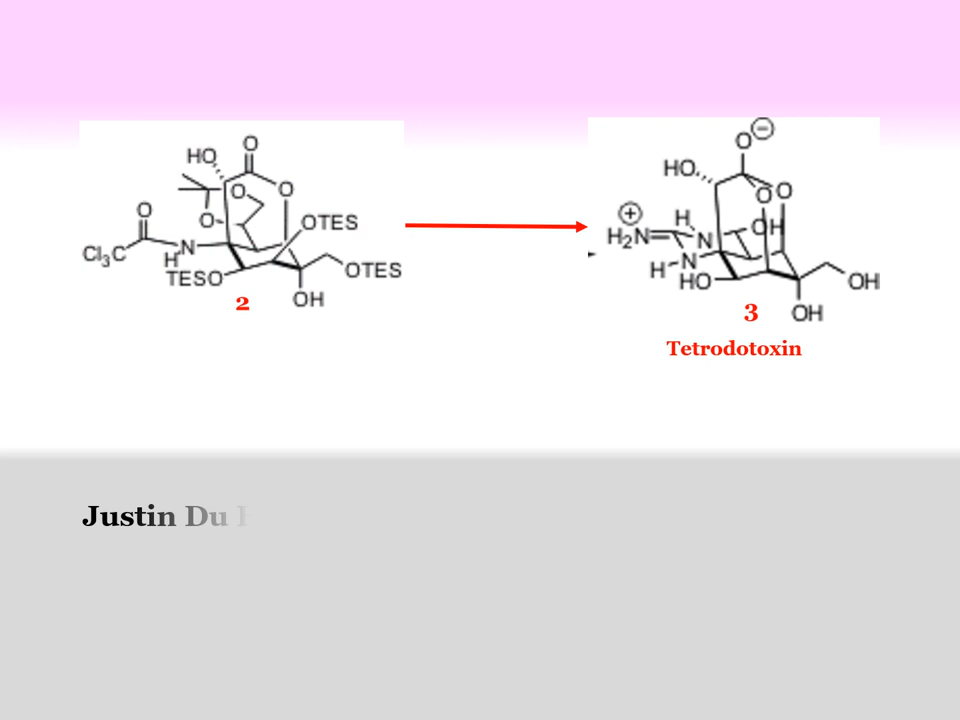 HO
O
O
O
O
OTES
O
N
H
Cl3C
OTES
TESO
OH
2
O⊖
HO
O
O
⊕
H2N
H
N
OH
N
H
HO
OH
OH
3
Tetrodotoxin
Justin Du